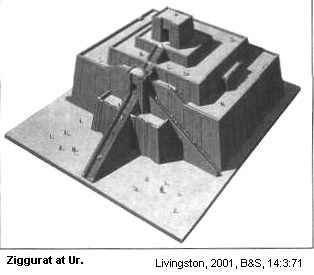 Ziggurat at Ur.
Livingston, 2001, B&S, 14:3:71